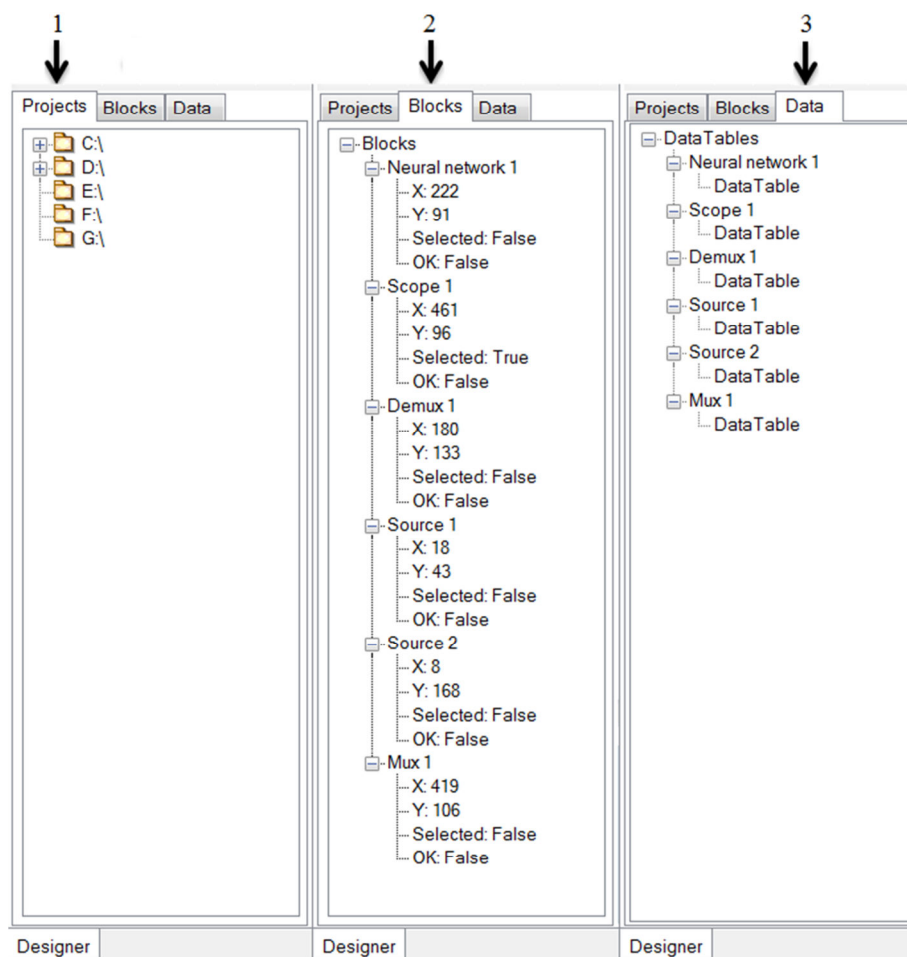 1
2
3
Projects Blocks Data
C:\
D:\
E:\
F:\
G:\
Designer
Projects Blocks Data
Blocks
Neural network 1
X: 222
Y: 91
Selected: False
OK: False
Scope 1
X: 461
Y: 96
Selected: True
OK: False
Demux 1
X: 180
Y: 133
Selected: False
OK: False
Source 1
X: 18
Y: 43
Selected: False
OK: False
Source 2
X: 8
Y: 168
Selected: False
OK: False
Mux 1
X: 419
Y: 106
Selected: False
OK: False
Designer
Projects Blocks Data
DataTables
Neural network 1
DataTable
Scope 1
DataTable
Demux 1
DataTable
Source 1
DataTable
Source 2
DataTable
Mux 1
DataTable
Designer